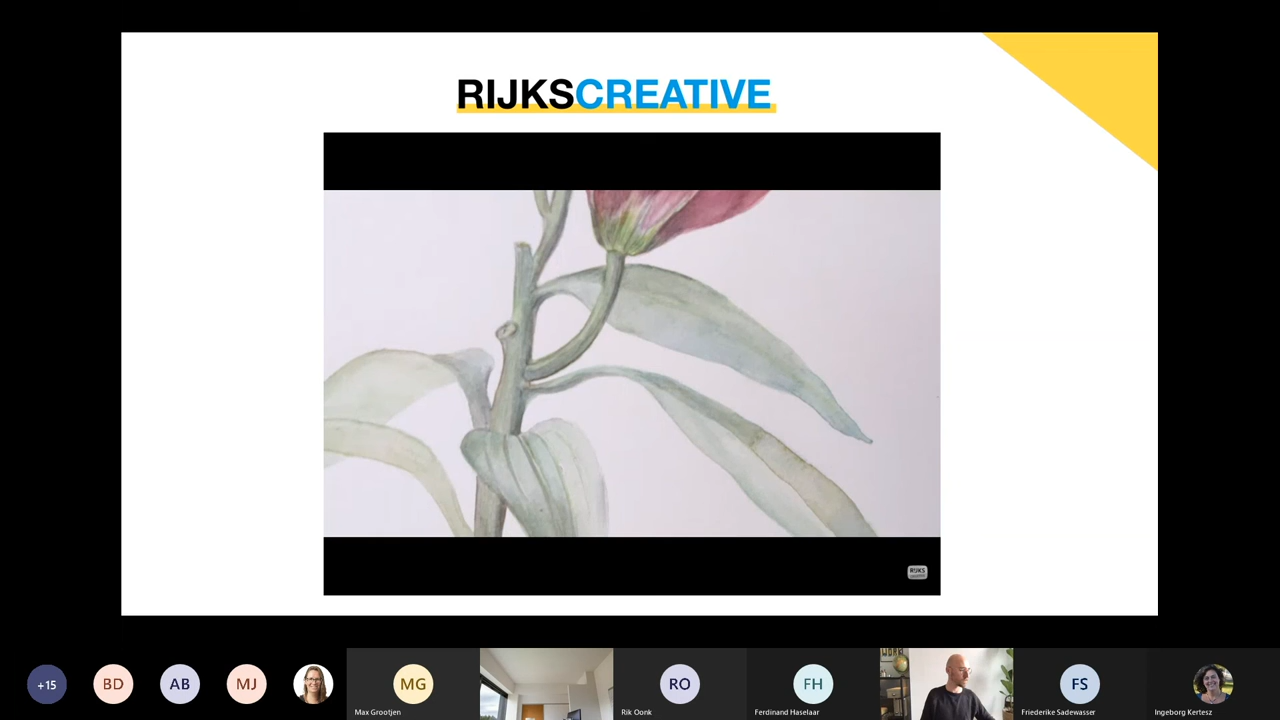 RIJKSCREATIVE
RIJKS
+15
BD
AB
MJ
MG
RO
FH
FS
Max Grootjen
Rik Oonk
Ferdinand Haselaar
Friederike Sadewasser
Ingeborg Kertesz